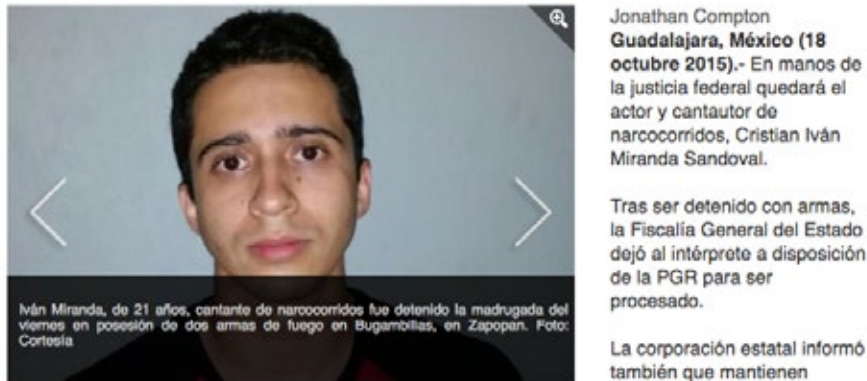 Iván Miranda, de 21 años, cantante de narcocorridos fue detenido la madrugada del
viernes en posesión de dos armas de fuego en Bugambilias, en Zapopan. Foto:
Cortesía
Jonathan Compton
Guadalajara, México (18
octubre 2015).- En manos de
la justicia federal quedará el
actor y cantautor de
narcocorridos, Cristian Iván
Miranda Sandoval.
Tras ser detenido con armas,
la Fiscalía General del Estado
dejó al intérprete a disposición
de la PGR para ser
procesado.
La corporación estatal informó
también que mantienen